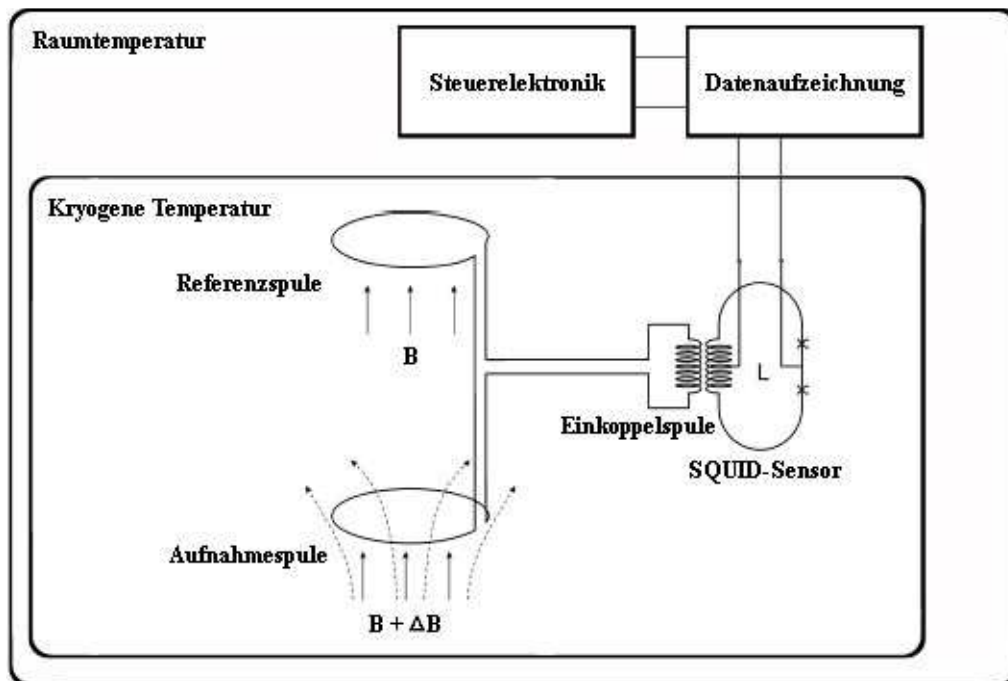 Raumtemperatur
Steuerelektronik
Datenaufzeichnung
Kryogene Temperatur
Referenzspule
B
L
Einkoppelspule
SQUID-Sensor
Aufnahmespule
B + ΔB